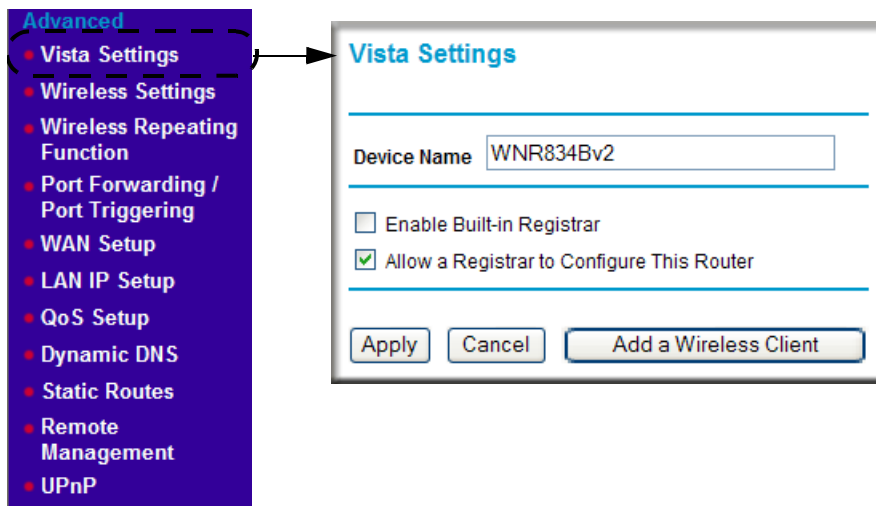 Advanced
Vista Settings
Wireless Settings
Wireless Repeating
Function
Port Forwarding /
Port Triggering
WAN Setup
LAN IP Setup
QoS Setup
Dynamic DNS
Static Routes
Remote
Management
UPnP
Vista Settings
Device Name WNR834Bv2
Enable Built-in Registrar
Allow a Registrar to Configure This Router
Apply Cancel Add a Wireless Client